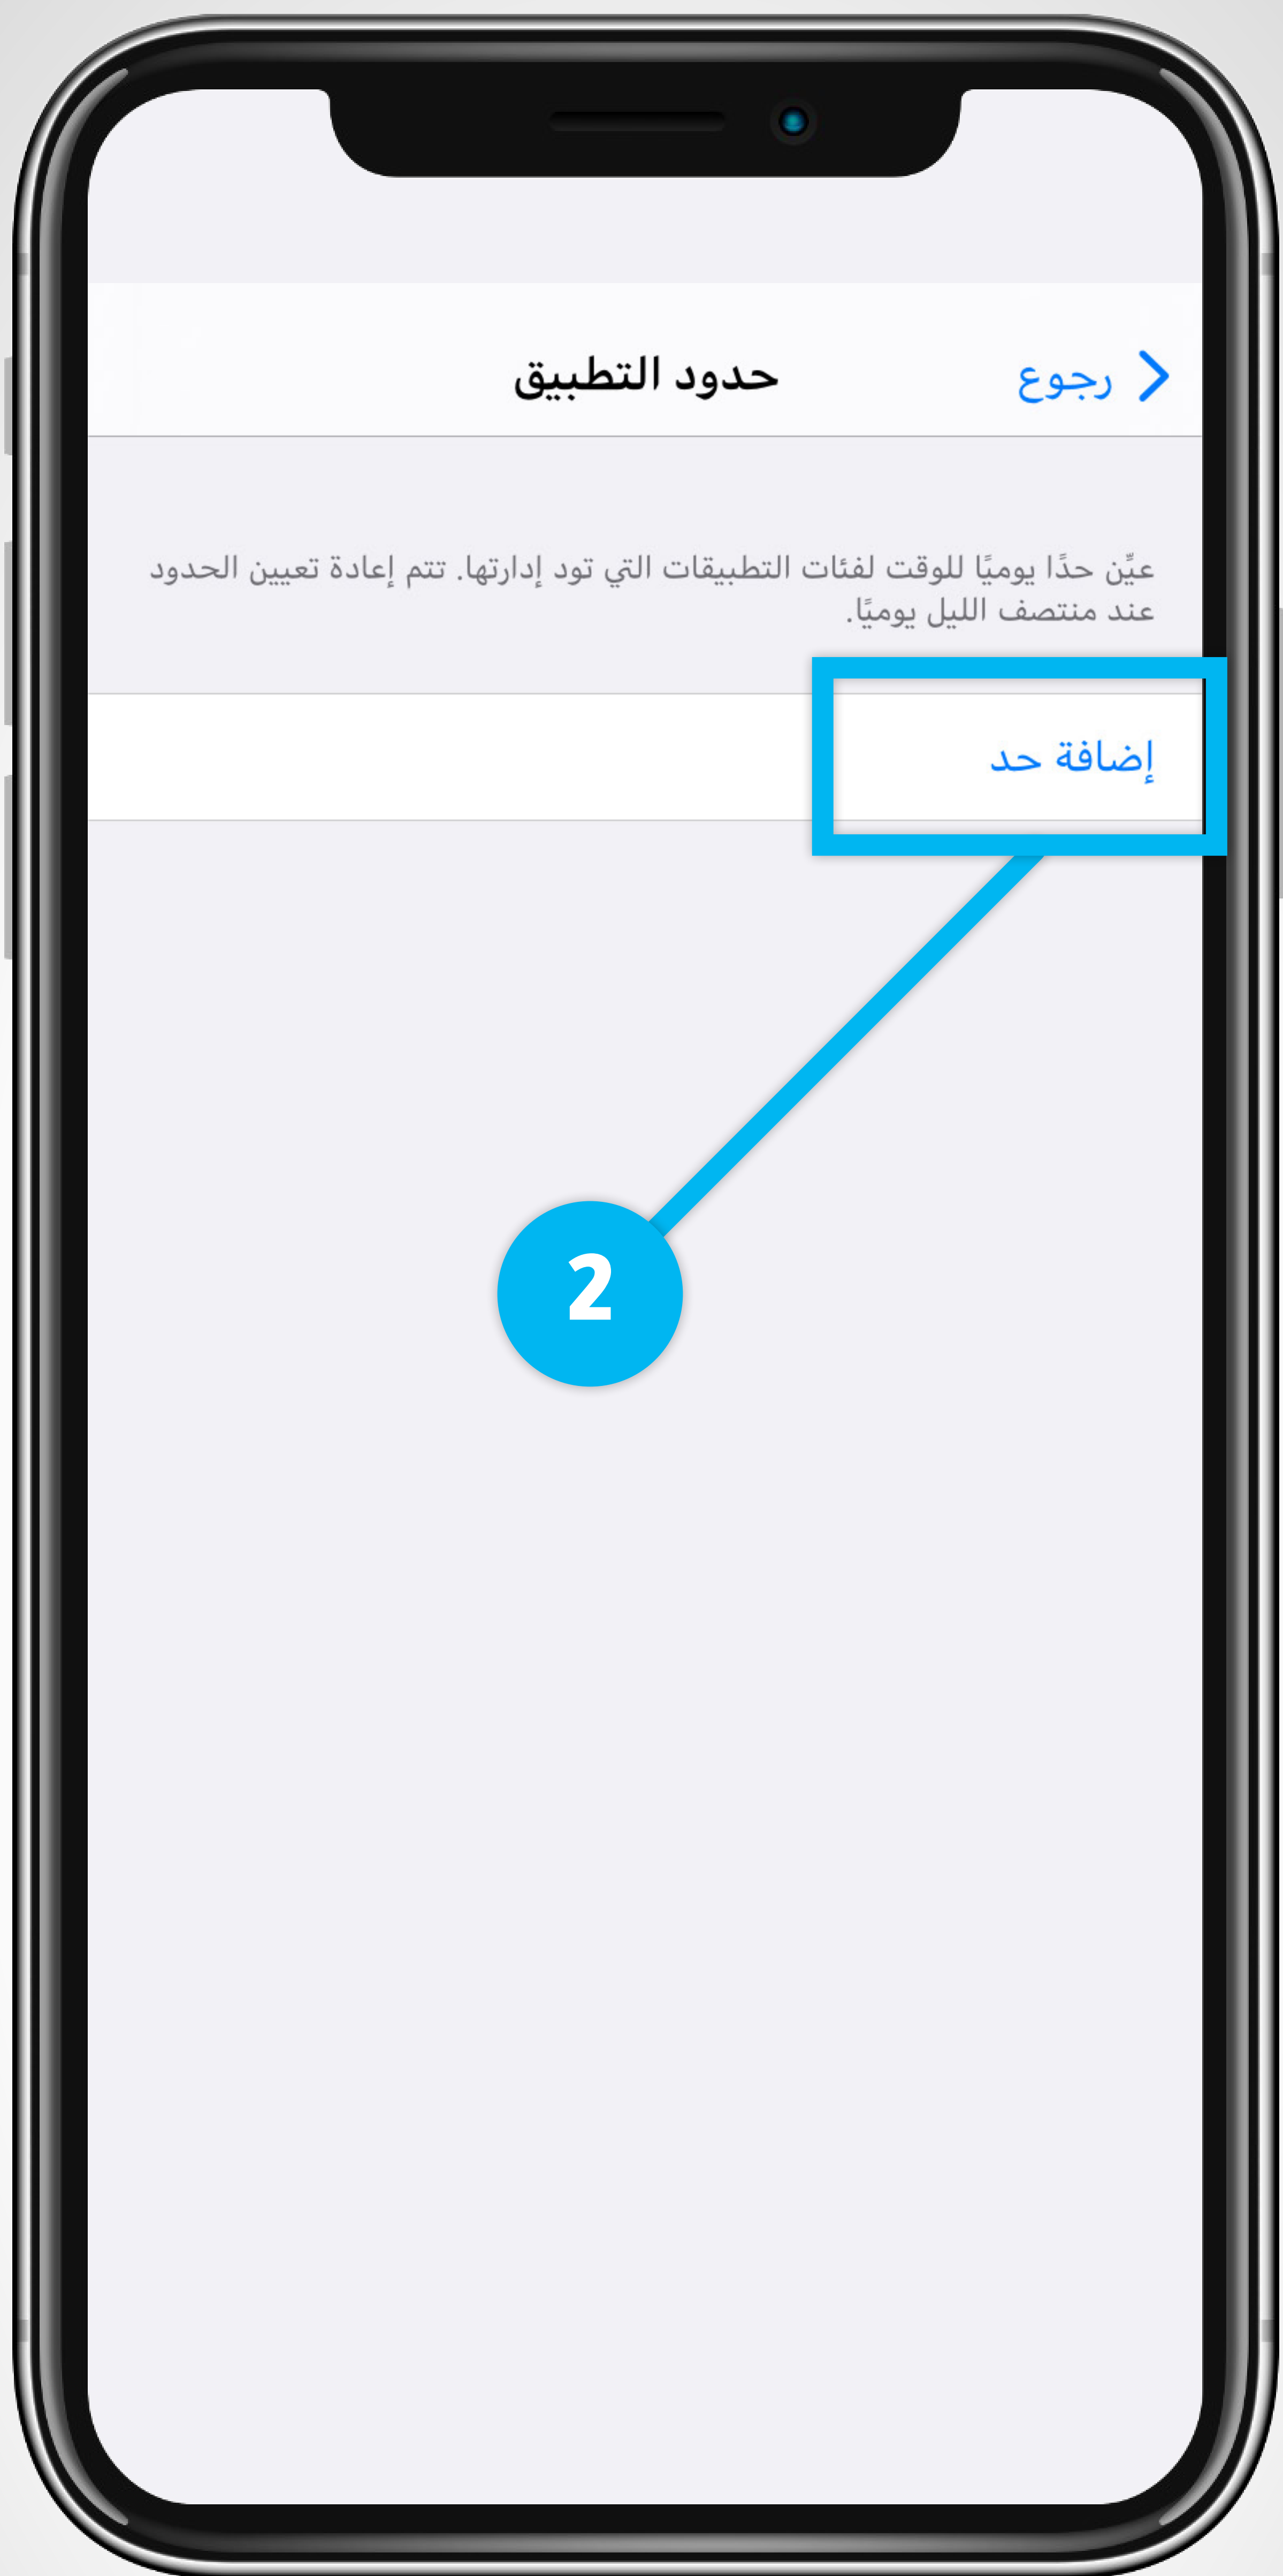 رجوع
حدود التطبيق
عيِّن حدًا يوميًا للوقت لفئات التطبيقات التي تود إدارتها. تتم إعادة تعيين الحدود
عند منتصف الليل يوميًا.
إضافة حد
2